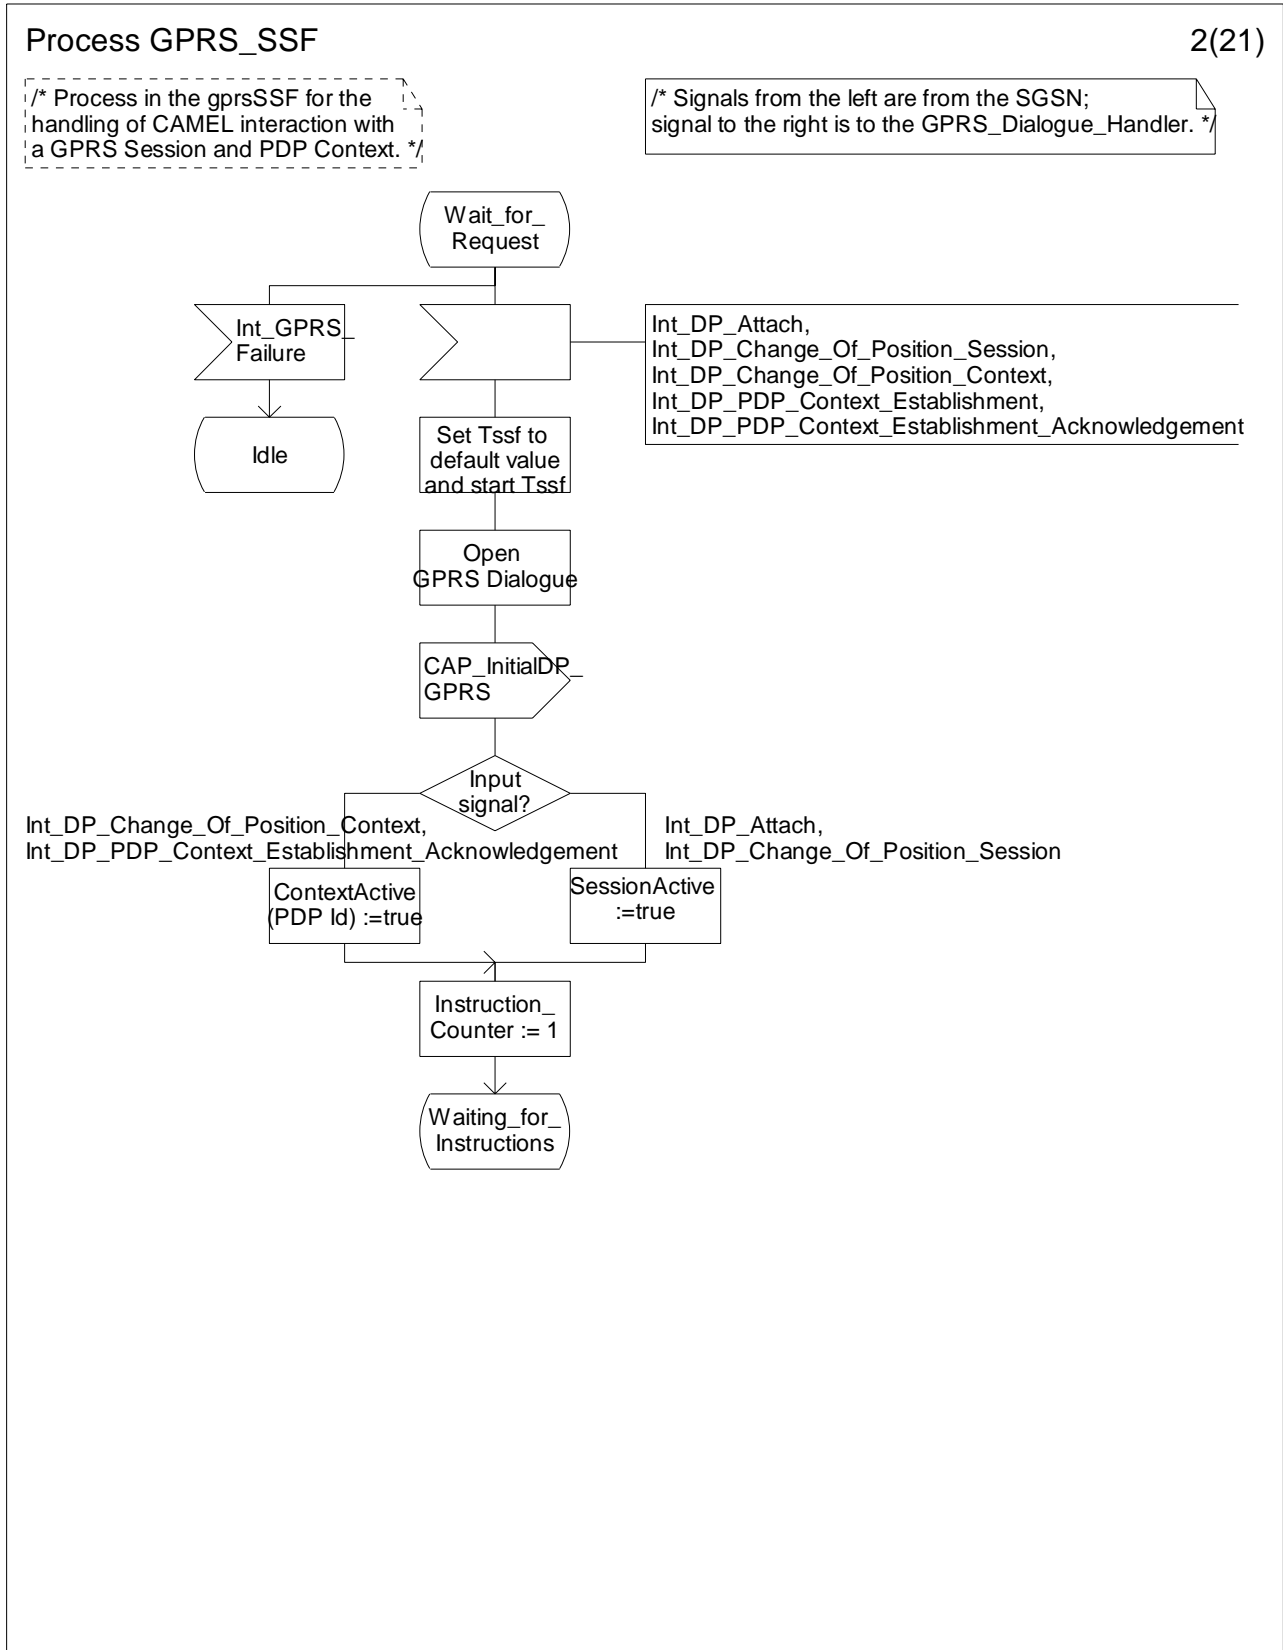 Process GPRS_SSF
2(21)
/* Process in the gprsSSF for the
handling of CAMEL interaction with
a GPRS Session and PDP Context. */
/* Signals from the left are from the SGSN;
signal to the right is to the GPRS_Dialogue_Handler. */
Wait_for_
Request
Int_GPRS_
Failure
Int_DP_Attach,
Int_DP_Change_Of_Position_Session,
Int_DP_Change_Of_Position_Context,
Int_DP_PDP_Context_Establishment,
Int_DP_PDP_Context_Establishment_Acknowledgement
Idle
Set Tssf to
default value
and start Tssf
Open
GPRS Dialogue
CAP_InitialDP_
GPRS
Input
signal?
Int_DP_Change_Of_Position_Context,
Int_DP_PDP_Context_Establishment_Acknowledgement
Int_DP_Attach,
Int_DP_Change_Of_Position_Session
ContextActive
(PDP Id) :=true
SessionActive
:=true
Instruction_
Counter := 1
Waiting_for_
Instructions